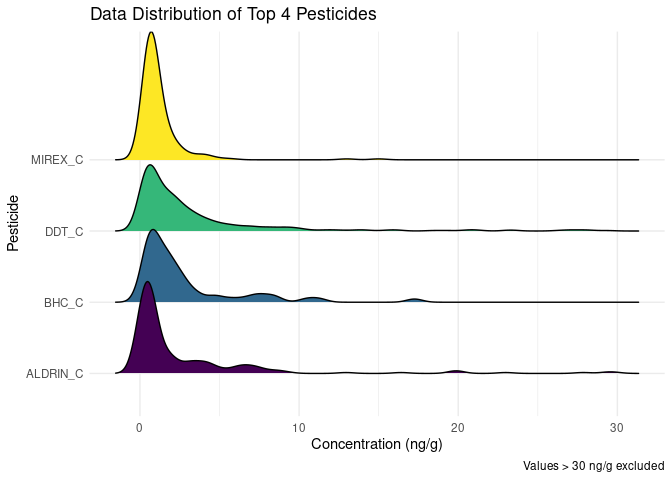 Data Distribution of Top 4 Pesticides
MIREX_C
DDT_C
BHC_C
ALDRIN_C
Pesticide
0 10 20 30
Concentration (ng/g)
Values > 30 ng/g excluded